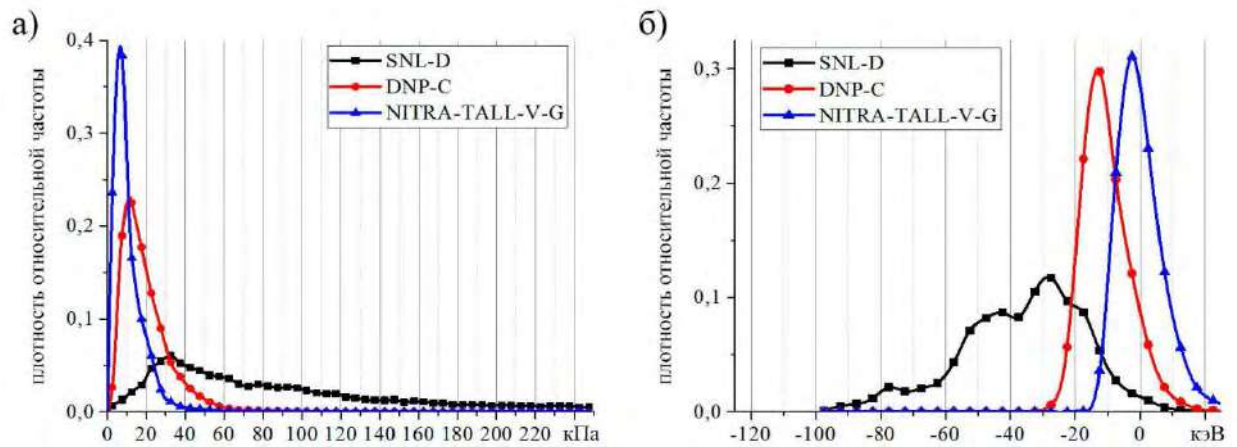 а)
плотность относительной частоты
0,4
0,3
0,2
0,1
0,0
SNL-D
DNP-C
NITRA-TALL-V-G
0 20 40 60 80 100 120 140 160 180 200 220 кПа
б)
плотность относительной частоты
0,3
0,2
0,1
0,0
SNL-D
DNP-C
NITRA-TALL-V-G
-120 -100 -80 -60 -40 -20 0 кэВ